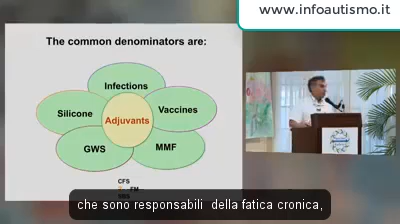 www.infoautismo.it
The common denominators are:
Infections
Silicone
Vaccines
Adjuvants
GWS
MMF
CFS
che sono responsabili della fatica cronica,